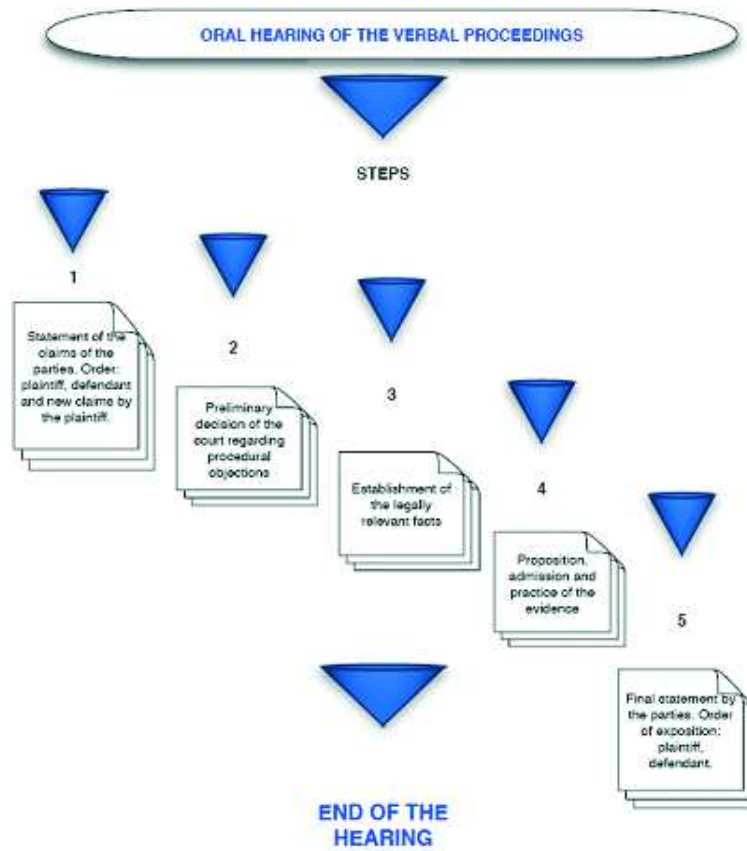 ORAL HEARING OF THE VERBAL PROCEEDINGS
STEPS
1
Statement of the
claims of the
parties. Order:
plaintiff, defendant
and new claims by
the plaintiff.
2
Preliminary
decision of the
court regarding
procedural
objections
3
Establishment of
the legally
relevant facts
4
Proposition,
admission and
practice of the
evidence
5
Final statement by
the parties. Order
of exposition:
plaintiff,
defendant.
END OF THE
HEARING